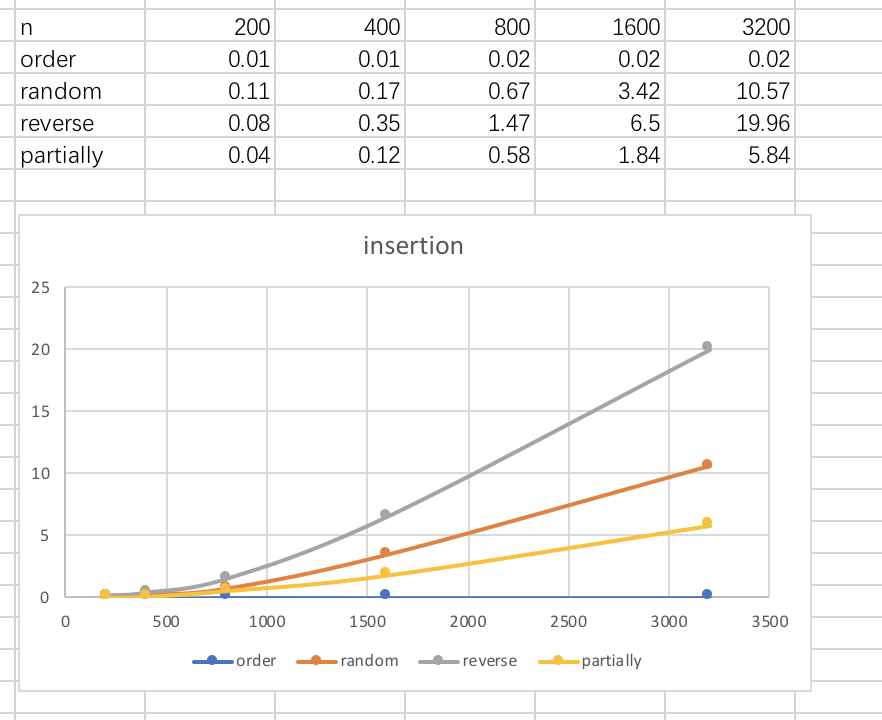 n 200 400 800 1600 3200
order 0.01 0.01 0.02 0.02 0.02
random 0.11 0.17 0.67 3.42 10.57
reverse 0.08 0.35 1.47 6.5 19.96
partially 0.04 0.12 0.58 1.84 5.84
insertion
25
20
15
10
5
0
0 500 1000 1500 2000 2500 3000 3500
order random reverse partially